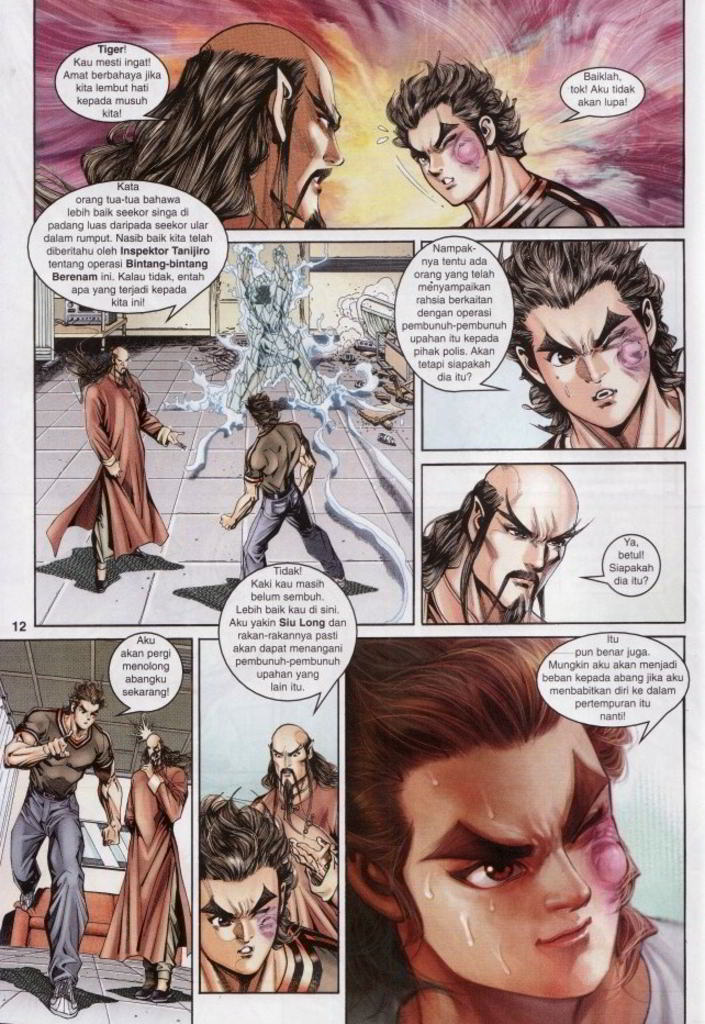 Tiger!
Kau mesti ingat!
Amat berbahaya jika
kita lembut hati
kepada musuh
kita!
Baiklah,
tok! Aku tidak
akan lupa!
Kata
orang tua-tua bahawa
lebih baik seekor singa di
padang luas daripada seekor ular
dalam rumput. Nasib baik kita telah
diberitahu oleh Inspektor Tanijiro
tentang operasi Bintang-bintang
Berenam ini. Kalau tidak, entah
apa yang terjadi kepada
kita ini!
Nampak-
nya tentu ada
orang yang telah
menyampaikan
rahsia berkaitan
dengan operasi
pembunuh-pembunuh
upahan itu kepada
pihak polis. Akan
tetapi siapakah
dia itu?
Ya,
betul!
Siapakah
dia itu?
12
Aku
akan pergi
menolong
abangku
sekarang!
Tidak!
Kaki kau masih
belum sembuh.
Lebih baik kau di sini.
Aku yakin Siu Long dan
rakan-rakannya pasti
akan dapat menangani
pembunuh-pembunuh
upahan yang
lain itu.
Itu
pun benar juga.
Mungkin aku akan menjadi
beban kepada abang jika aku
menbabitkan diri ke dalam
pertempuran itu
nanti!